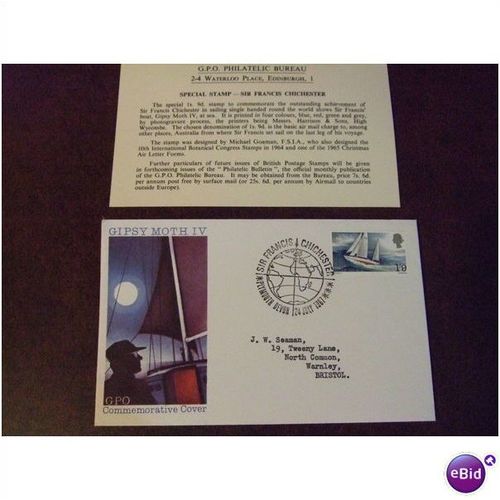 G.P.O. PHILATELIC BUREAU
2-4 WATERLOO PLACE, EDINBURGH, 1
SPECIAL STAMP — SIR FRANCIS CHICHESTER
The special 1s. 9d. stamp to commemorate the outstanding achievement of
Sir Francis Chichester in sailing single handed round the world shows Sir Francis'
boat, Gipsy Moth IV, at sea. It is printed in four colours, blue, red, green and grey,
by photogravure process, the printers being Messrs. Harrison & Sons, High
Wycombe. The chosen denomination of 1s. 9d. is the basic air mail charge to, among
other places, Australia from where Sir Francis set sail on the last leg of his voyage.
The stamp was designed by Michael Goaman, F.S.I.A., who also designed the
10th International Botanical Congress Stamps in 1964 and one of the 1965 Christmas
Air Letter Forms.
Further particulars of future issues of British Postage Stamps will be given
in forthcoming issues of the "Philatelic Bulletin", the official monthly publication
of the G.P.O. Philatelic Bureau. It may be obtained from the Bureau, price 7s. 6d.
per annum post free by surface mail (or 25s. 6d. per annum by Airmail to countries
outside Europe).
GIPSY MOTH IV
SIR FRANCIS CHICHESTER
PLYMOUTH DEVON 24 JULY 1967
1'9
J. W. Seaman,
19, Tweeny Lane,
North Common,
Warmley,
BRISTOL.
GPO
Commemorative Cover
eBid